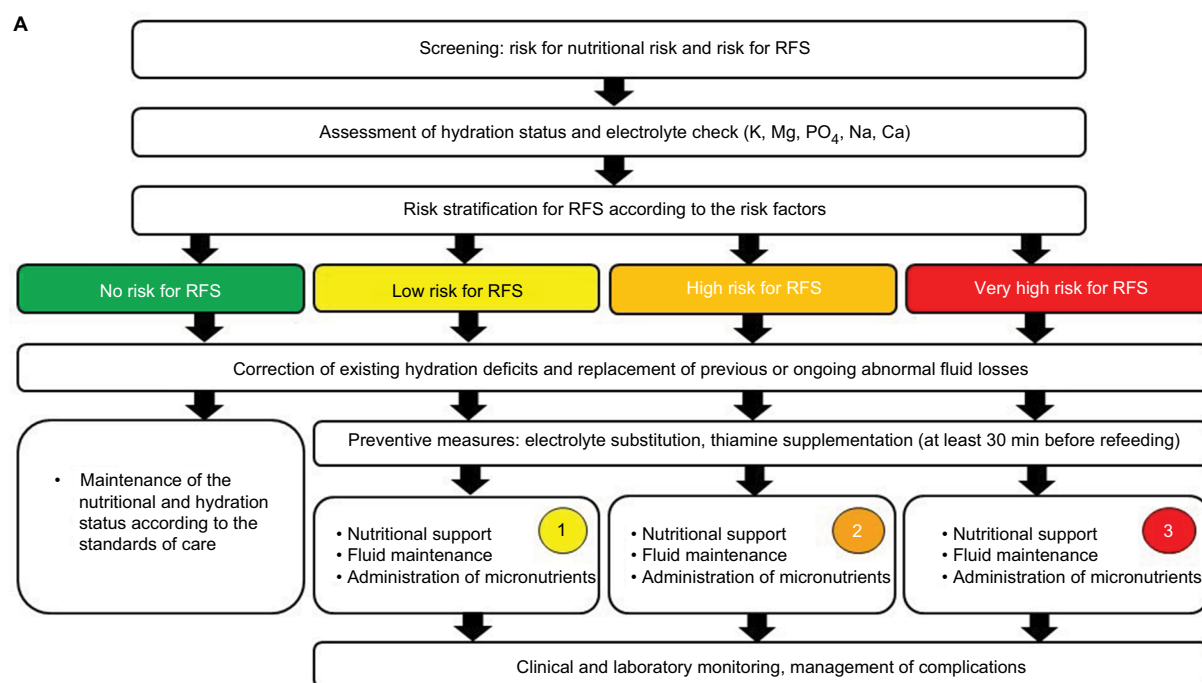 A
Screening: risk for nutritional risk and risk for RFS
Assessment of hydration status and electrolyte check (K, Mg, PO4, Na, Ca)
Risk stratification for RFS according to the risk factors
No risk for RFS
Low risk for RFS
High risk for RFS
Very high risk for RFS
Correction of existing hydration deficits and replacement of previous or ongoing abnormal fluid losses
• Maintenance of the
nutritional and hydration
status according to the
standards of care
Preventive measures: electrolyte substitution, thiamine supplementation (at least 30 min before refeeding)
1
• Nutritional support
• Fluid maintenance
• Administration of micronutrients
2
• Nutritional support
• Fluid maintenance
• Administration of micronutrients
3
• Nutritional support
• Fluid maintenance
• Administration of micronutrients
Clinical and laboratory monitoring, management of complications